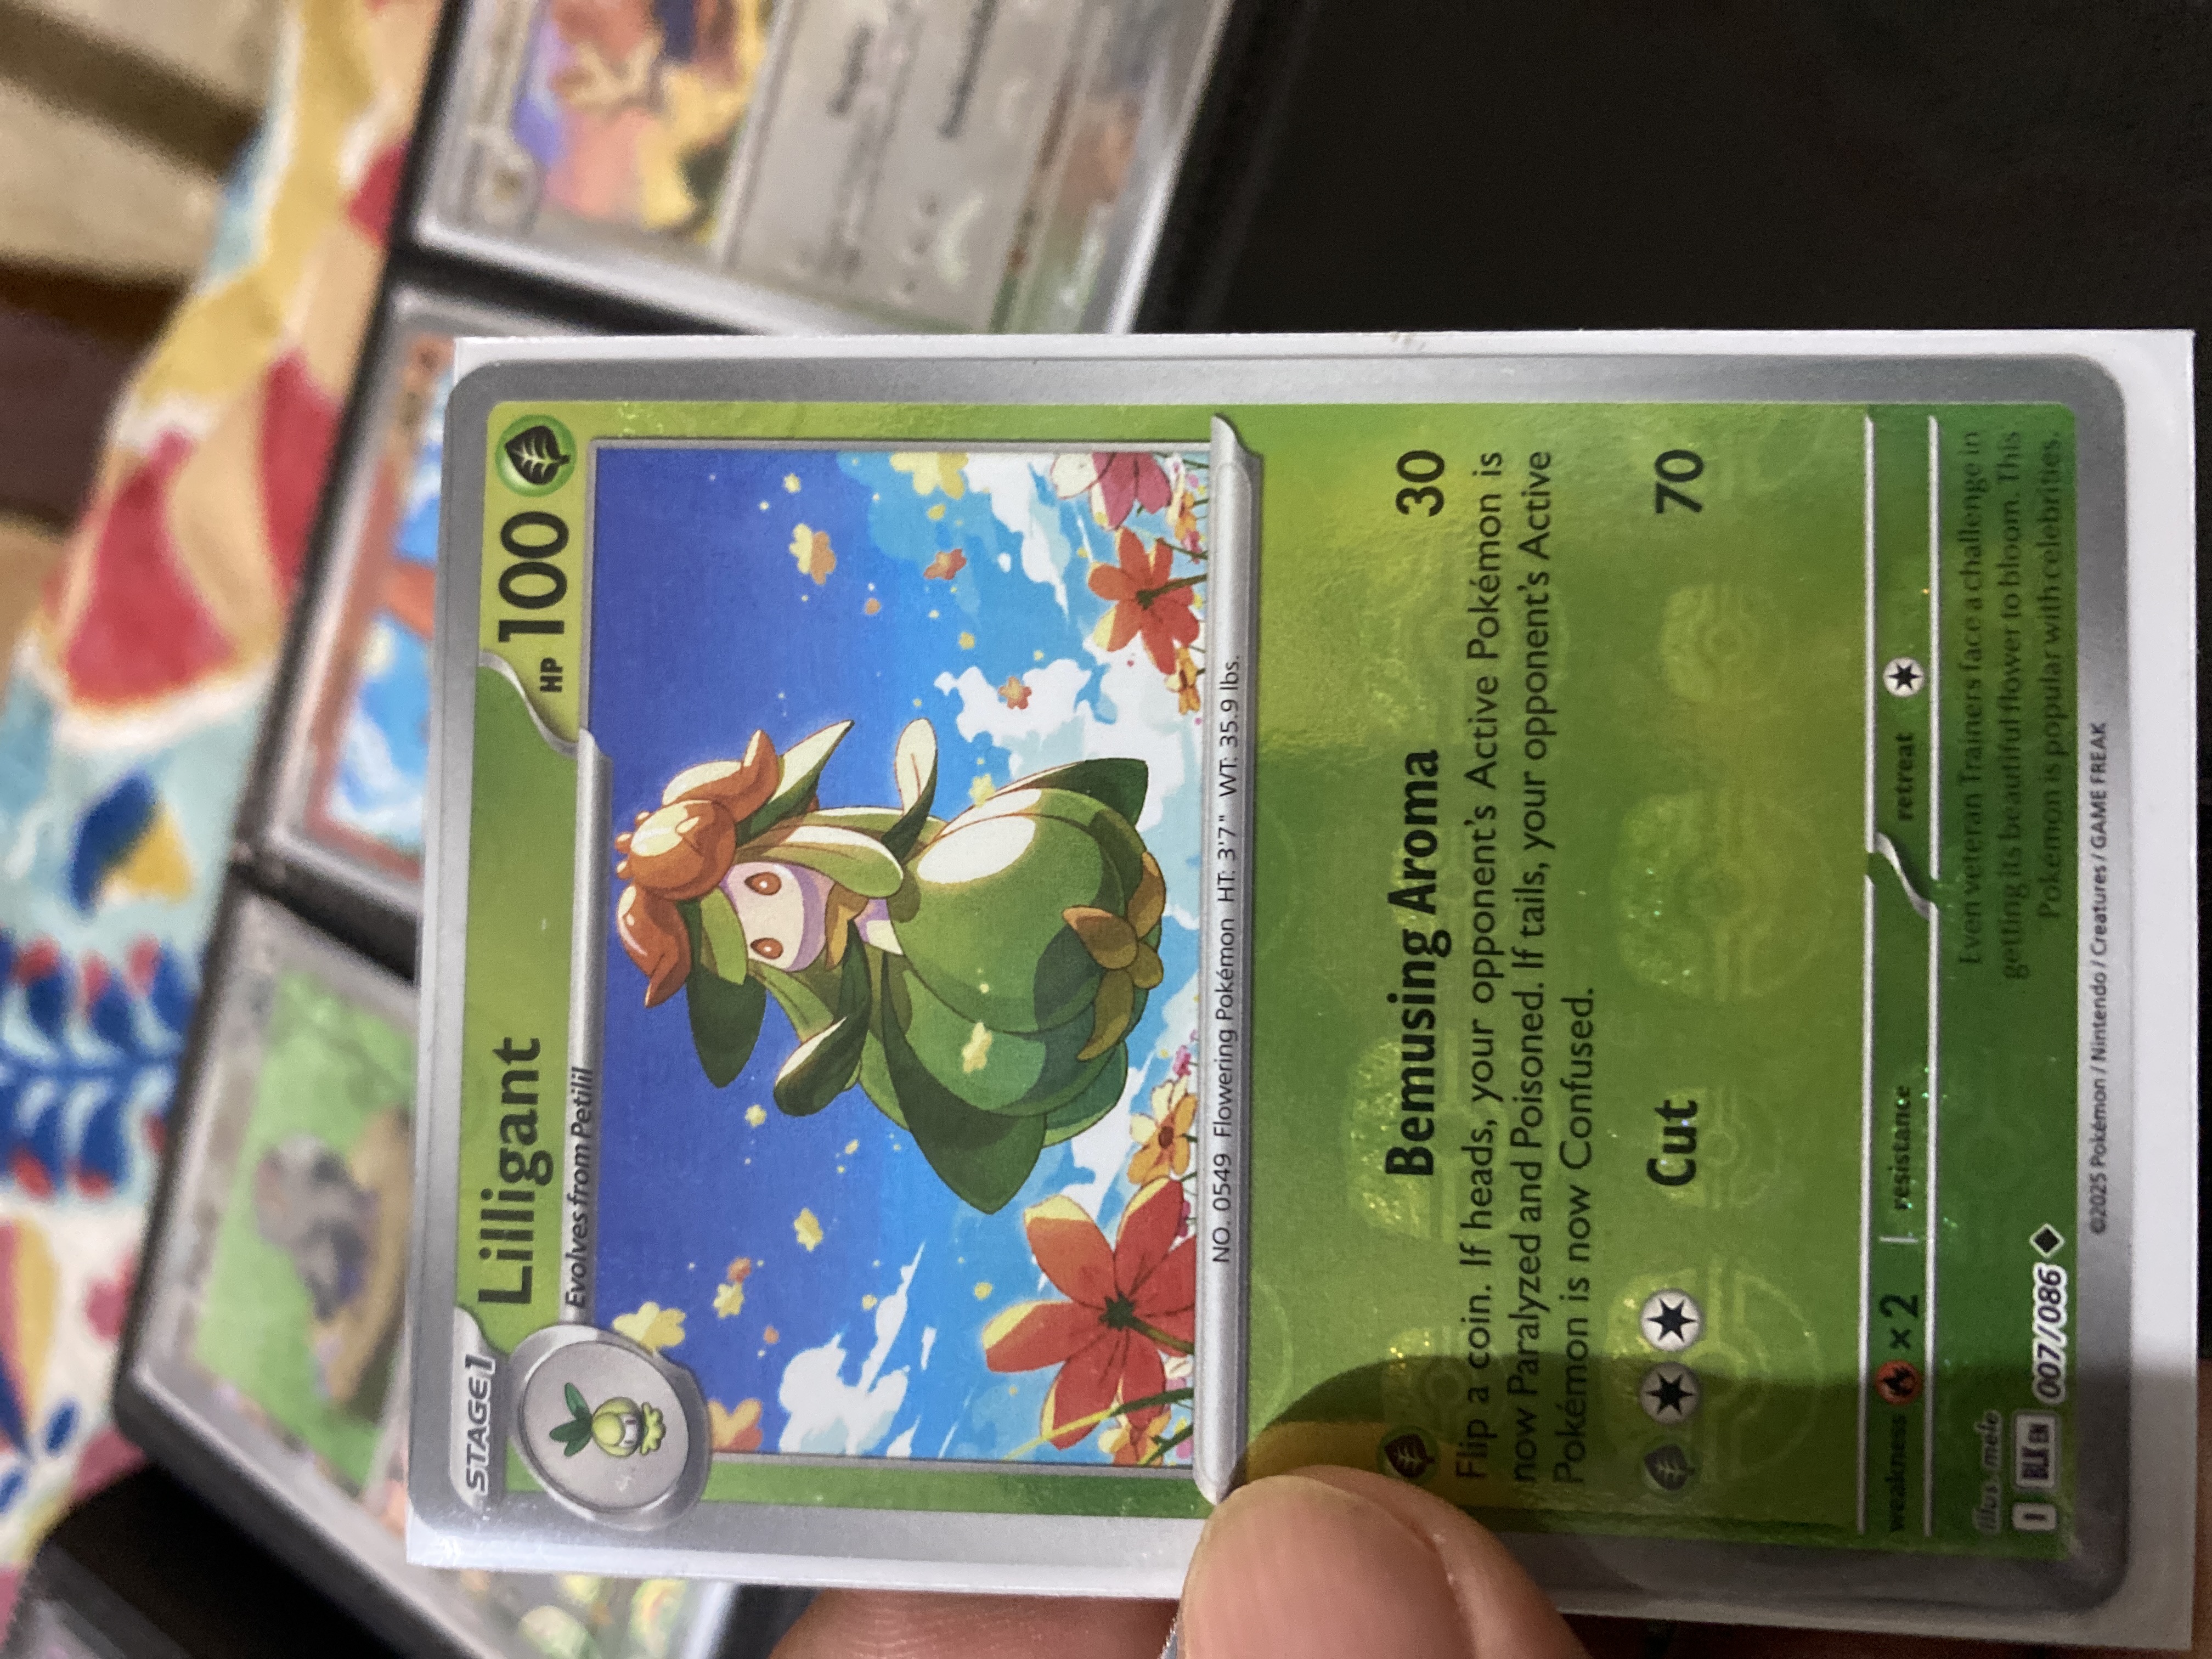 STAGE 1
Lilligant
HP 100
Evolves from Petilil
NO. 0549 Flowering Pokémon HT: 3'7" WT: 35.9 lbs.
Bemusing Aroma 30
Flip a coin. If heads, your opponent's Active Pokémon is
now Paralyzed and Poisoned. If tails, your opponent's Active
Pokémon is now Confused.
Cut 70
weakness ×2 resistance retreat
Illus. mele
Even veteran Trainers face a challenge in
getting its beautiful flower to bloom. This
Pokémon is popular with celebrities.
I BLK EN 007/086
©2025 Pokémon / Nintendo / Creatures / GAME FREAK